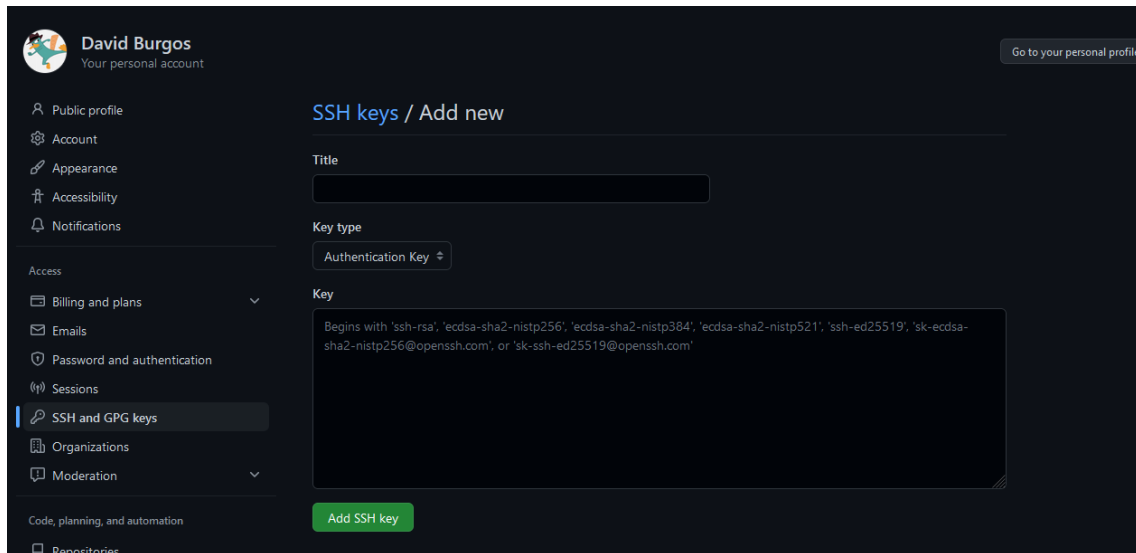 David Burgos
Your personal account
Go to your personal profile
Public profile
Account
Appearance
Accessibility
Notifications
Access
Billing and plans
Emails
Password and authentication
Sessions
SSH and GPG keys
Organizations
Moderation
Code, planning, and automation
Repositories
SSH keys / Add new
Title
Key type
Authentication Key
Key
Begins with 'ssh-rsa', 'ecdsa-sha2-nistp256', 'ecdsa-sha2-nistp384', 'ecdsa-sha2-nistp521', 'ssh-ed25519', 'sk-ecdsa-
sha2-nistp256@openssh.com', or 'sk-ssh-ed25519@openssh.com'
Add SSH key